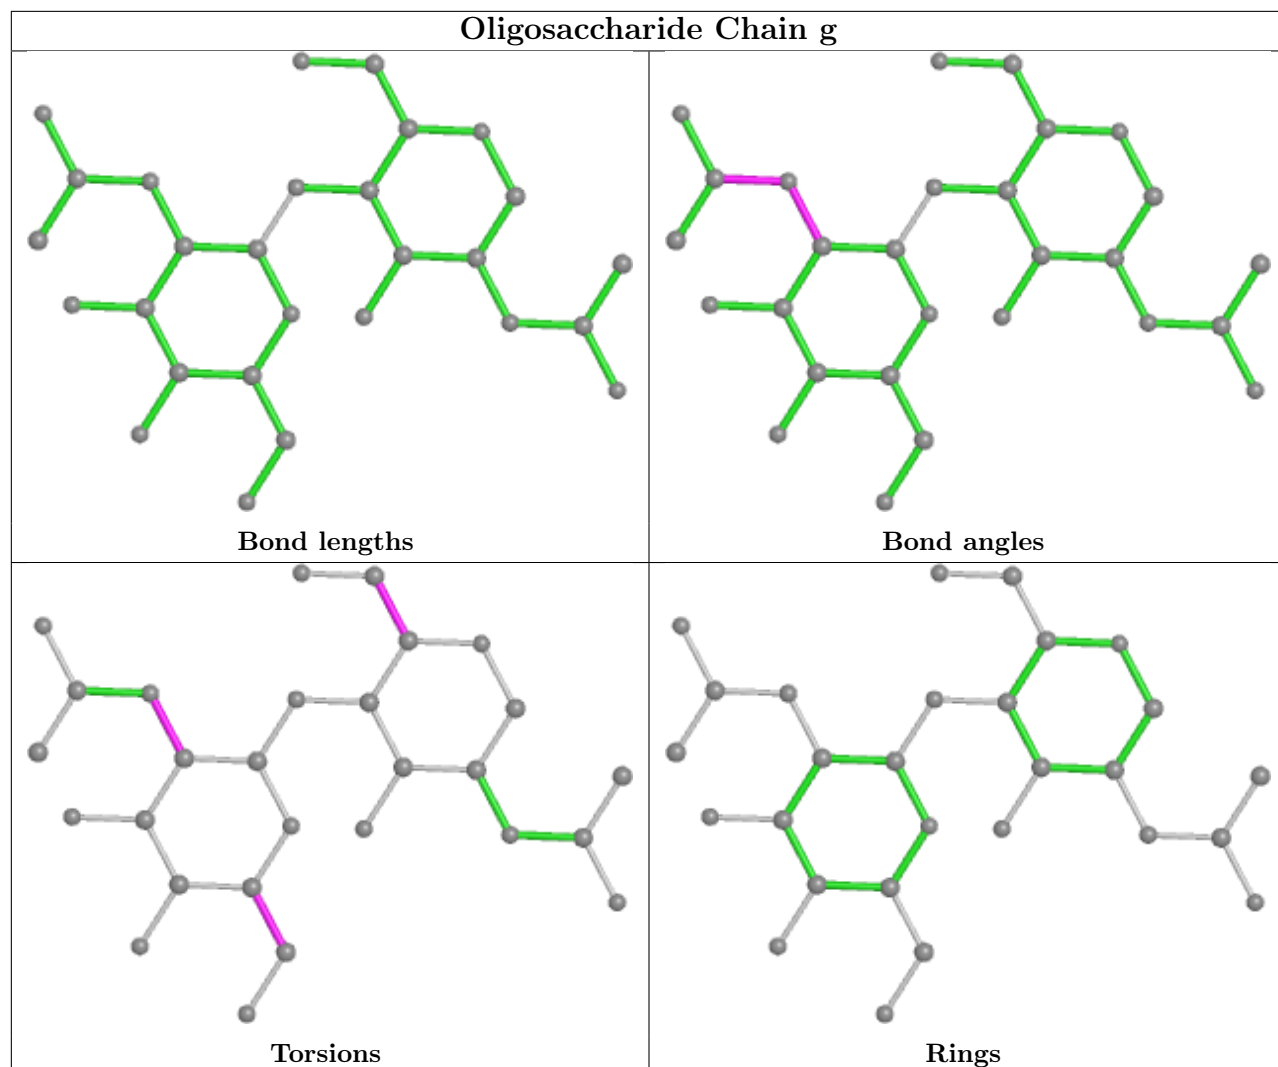 Oligosaccharide Chain g
Bond lengths
Bond angles
Torsions
Rings